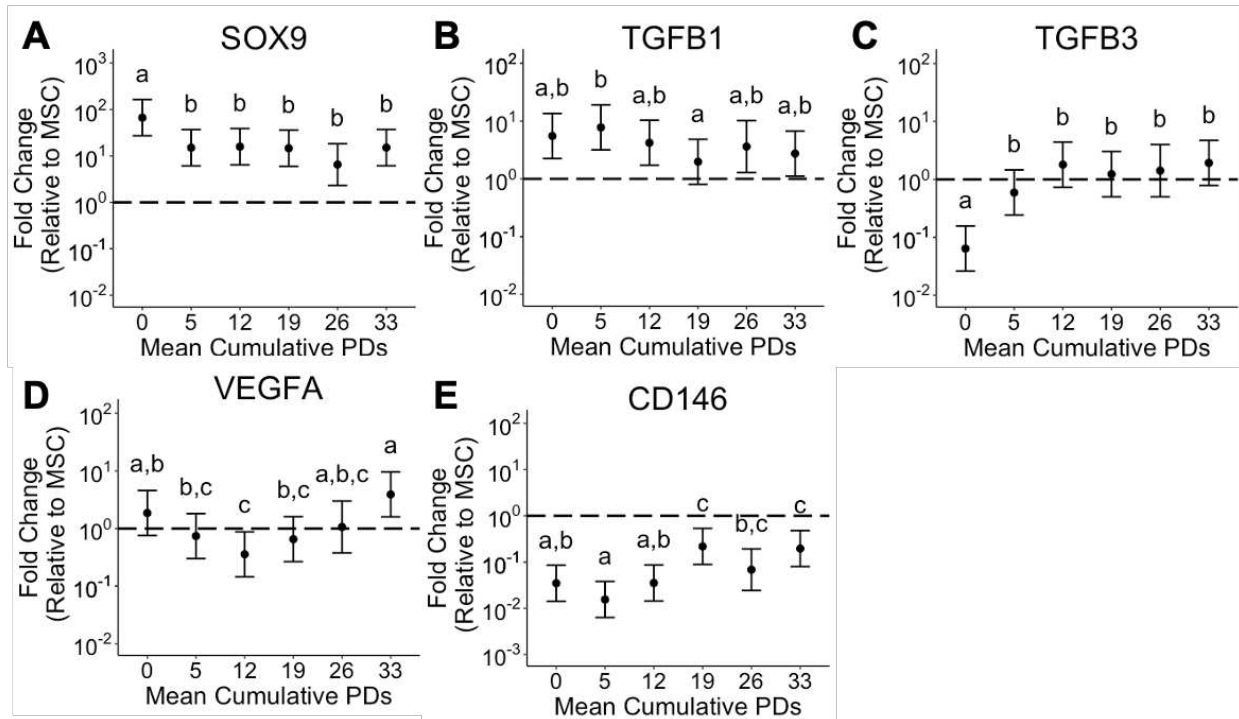 A SOX9
Fold Change
(Relative to MSC)
10³
10²
10¹
10⁰
10⁻¹
10⁻²
a b b b b b
0 5 12 19 26 33
Mean Cumulative PDs
B TGFB1
10²
10¹
10⁰
10⁻¹
10⁻²
a,b b a,b a a,b a,b
0 5 12 19 26 33
Mean Cumulative PDs
C TGFB3
Fold Change
(Relative to MSC)
10²
10¹
10⁰
10⁻¹
10⁻²
a b b b b b
0 5 12 19 26 33
Mean Cumulative PDs
D VEGFA
Fold Change
(Relative to MSC)
10²
10¹
10⁰
10⁻¹
10⁻²
a,b b,c c b,c a,b,c a
0 5 12 19 26 33
Mean Cumulative PDs
E CD146
Fold Change
(Relative to MSC)
10²
10¹
10⁰
10⁻¹
10⁻²
10⁻³
a,b a a,b c b,c c
0 5 12 19 26 33
Mean Cumulative PDs